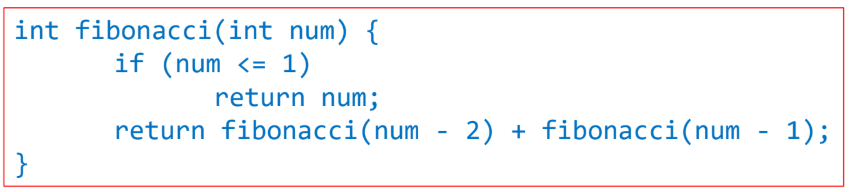 int fibonacci(int num) {
if (num <= 1)
return num;
return fibonacci(num - 2) + fibonacci(num - 1);
}